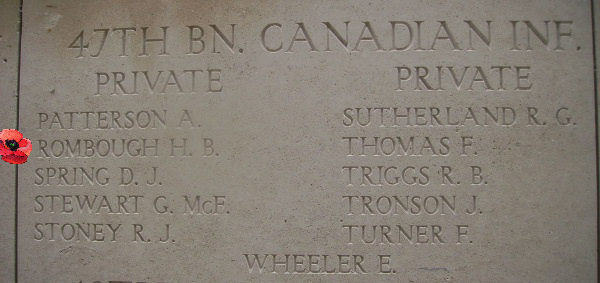 47TH BN. CANADIAN INF.
PRIVATE
PATTERSON A.
ROMBOUGH H. B.
SPRING D. J.
STEWART G. McF.
STONEY R. J.
PRIVATE
SUTHERLAND R. G.
THOMAS F.
TRIGGS R. B.
TRONSON J.
TURNER F.
WHEELER E.